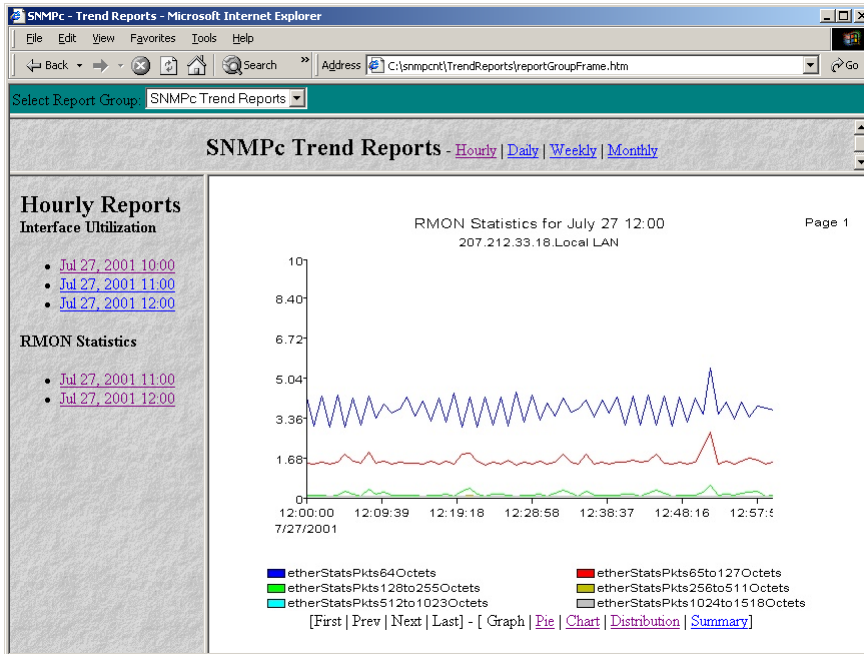 SNMPc - Trend Reports - Microsoft Internet Explorer
File Edit View Favorites Tools Help
Back Search » Address C:\snmpcnt\TrendReports\reportGroupFrame.htm Go
Select Report Group: SNMPc Trend Reports
SNMPc Trend Reports - Hourly | Daily | Weekly | Monthly
Hourly Reports
Interface Ultilization
• Jul 27, 2001 10:00
• Jul 27, 2001 11:00
• Jul 27, 2001 12:00
RMON Statistics
• Jul 27, 2001 11:00
• Jul 27, 2001 12:00
RMON Statistics for July 27 12:00 Page 1
207.212.33.18.Local LAN
10
8.40
6.72
5.04
3.36
1.68
0
12:00:00 12:09:39 12:19:18 12:28:58 12:38:37 12:48:16 12:57:5
7/27/2001
etherStatsPkts64Octets etherStatsPkts65to127Octets
etherStatsPkts128to255Octets etherStatsPkts256to511Octets
etherStatsPkts512to1023Octets etherStatsPkts1024to1518Octets
[First | Prev | Next | Last] - [ Graph | Pie | Chart | Distribution | Summary]